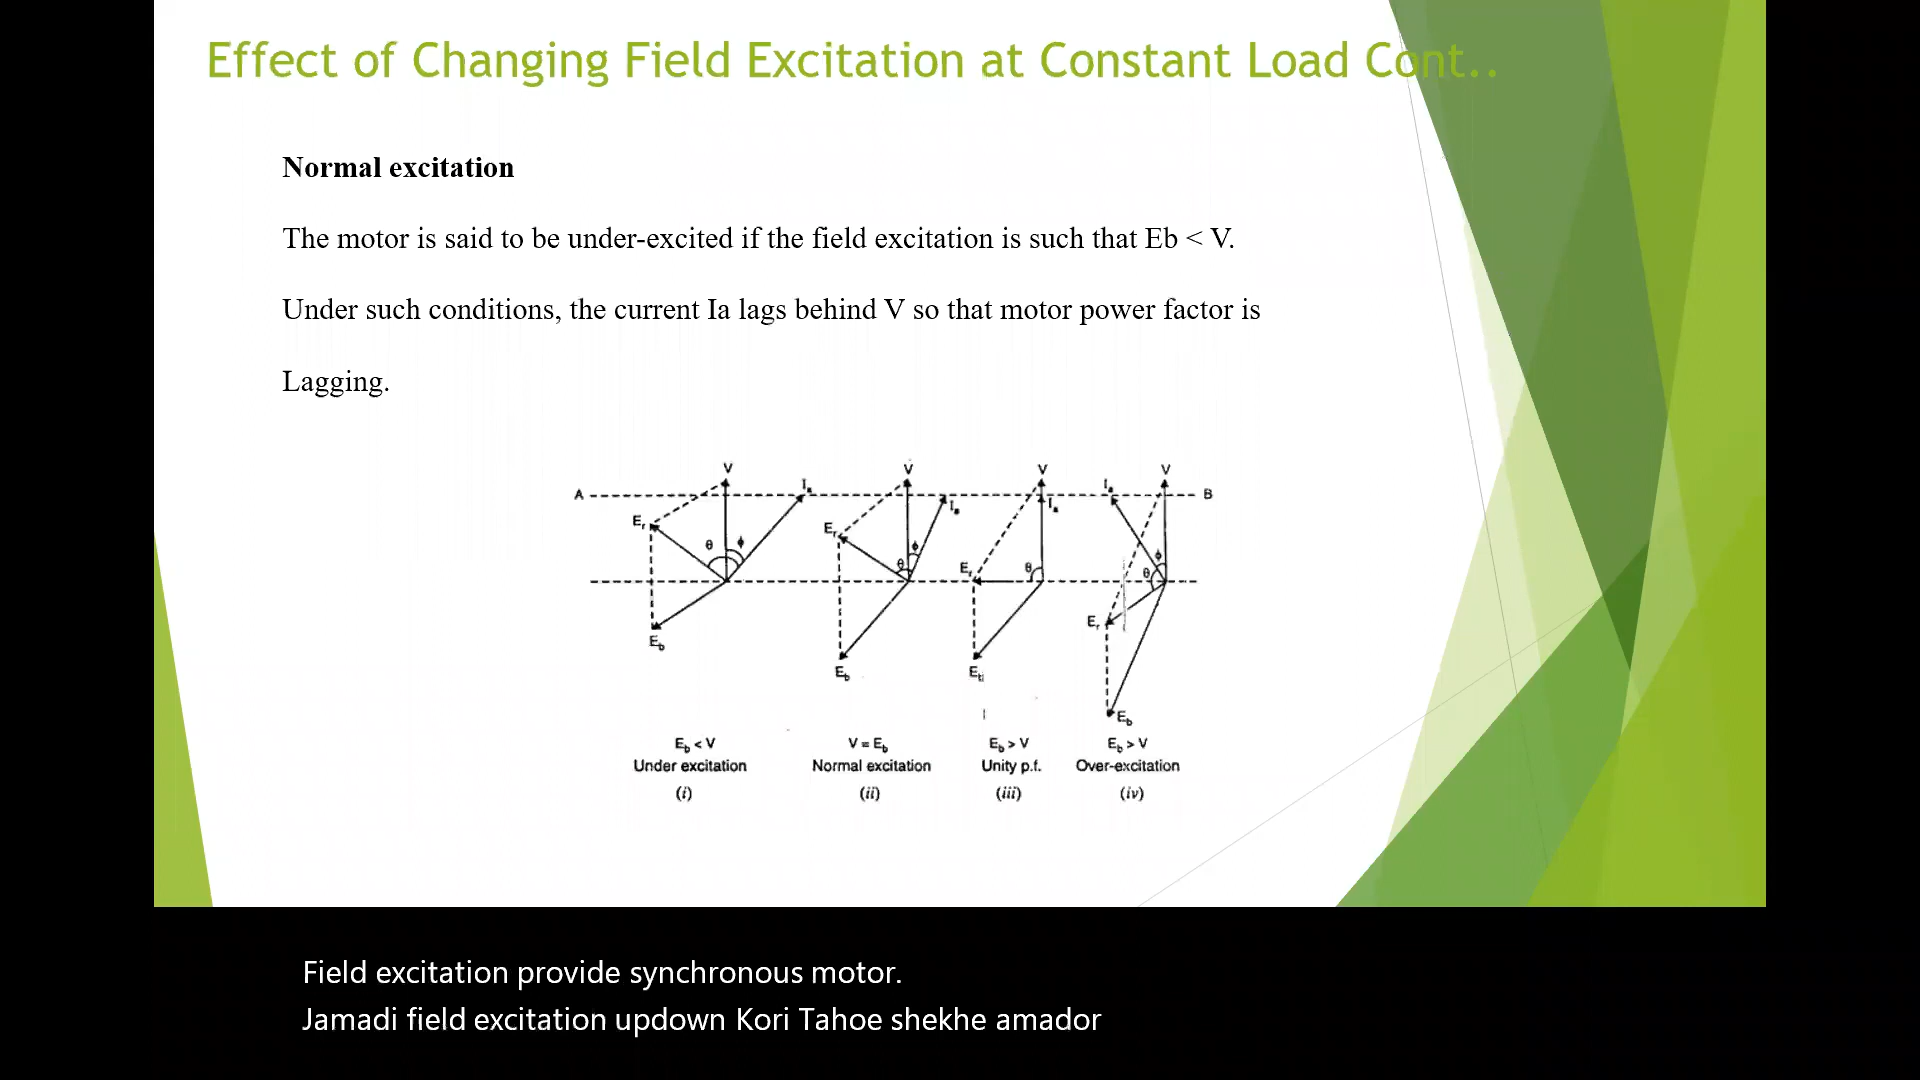 Effect of Changing Field Excitation at Constant Load Cont..
Normal excitation
The motor is said to be under-excited if the field excitation is such that Eb < V.
Under such conditions, the current Ia lags behind V so that motor power factor is
Lagging.
V V V V
A Ia Ia B
Ia Ia
Er Er
θ ϕ θ ϕ Er θ ϕ θ
Er
Eb
Eb Eb
Eb
Eb < V V = Eb Eb > V Eb > V
Under excitation Normal excitation Unity p.f. Over-excitation
(i) (ii) (iii) (iv)
Field excitation provide synchronous motor.
Jamadi field excitation updown Kori Tahoe shekhe amador